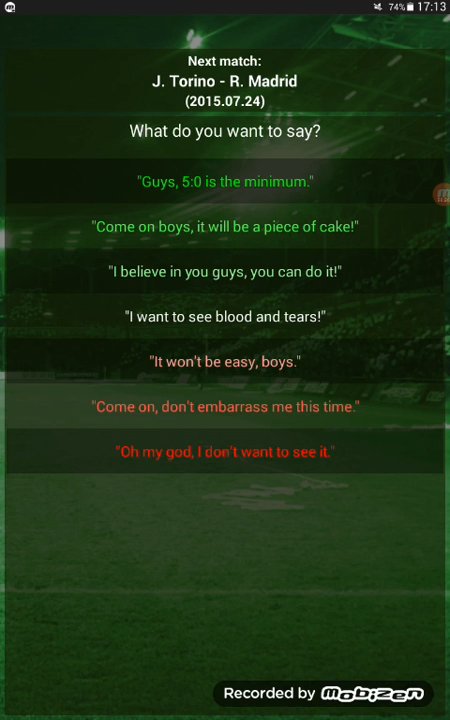 74% 17:13
Next match:
J. Torino - R. Madrid
(2015.07.24)
What do you want to say?
"Guys, 5:0 is the minimum."
"Come on boys, it will be a piece of cake!"
"I believe in you guys, you can do it!"
"I want to see blood and tears!"
"It won't be easy, boys."
"Come on, don't embarrass me this time."
"Oh my god, I don't want to see it."
Recorded by Mobizen